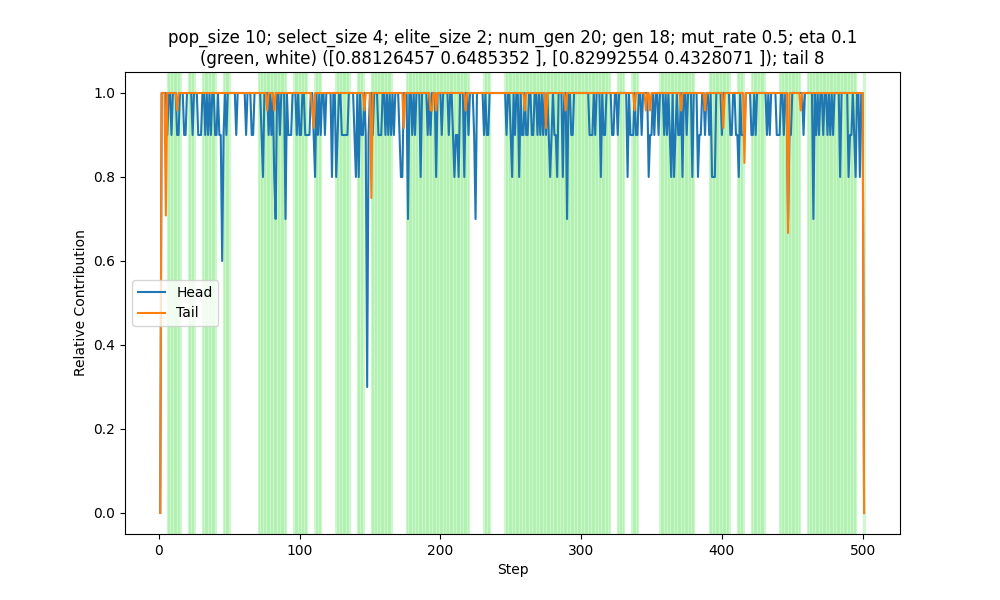 pop_size 10; select_size 4; elite_size 2; num_gen 20; gen 18; mut_rate 0.5; eta 0.1
(green, white) ([0.88126457 0.6485352 ], [0.82992554 0.4328071 ]); tail 8
1.0
0.8
0.6
0.4
0.2
0.0
Relative Contribution
Head
Tail
0 100 200 300 400 500
Step